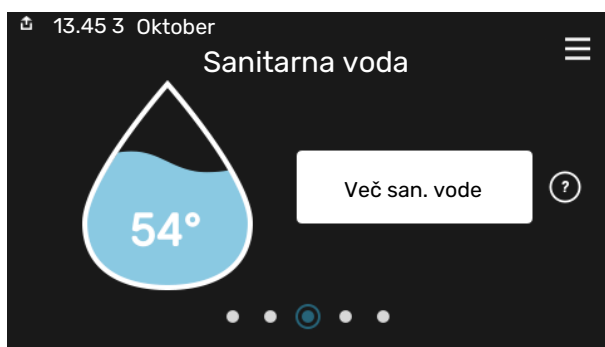 13.45 3 Oktober
Sanitarna voda
54°
Več san. vode
?